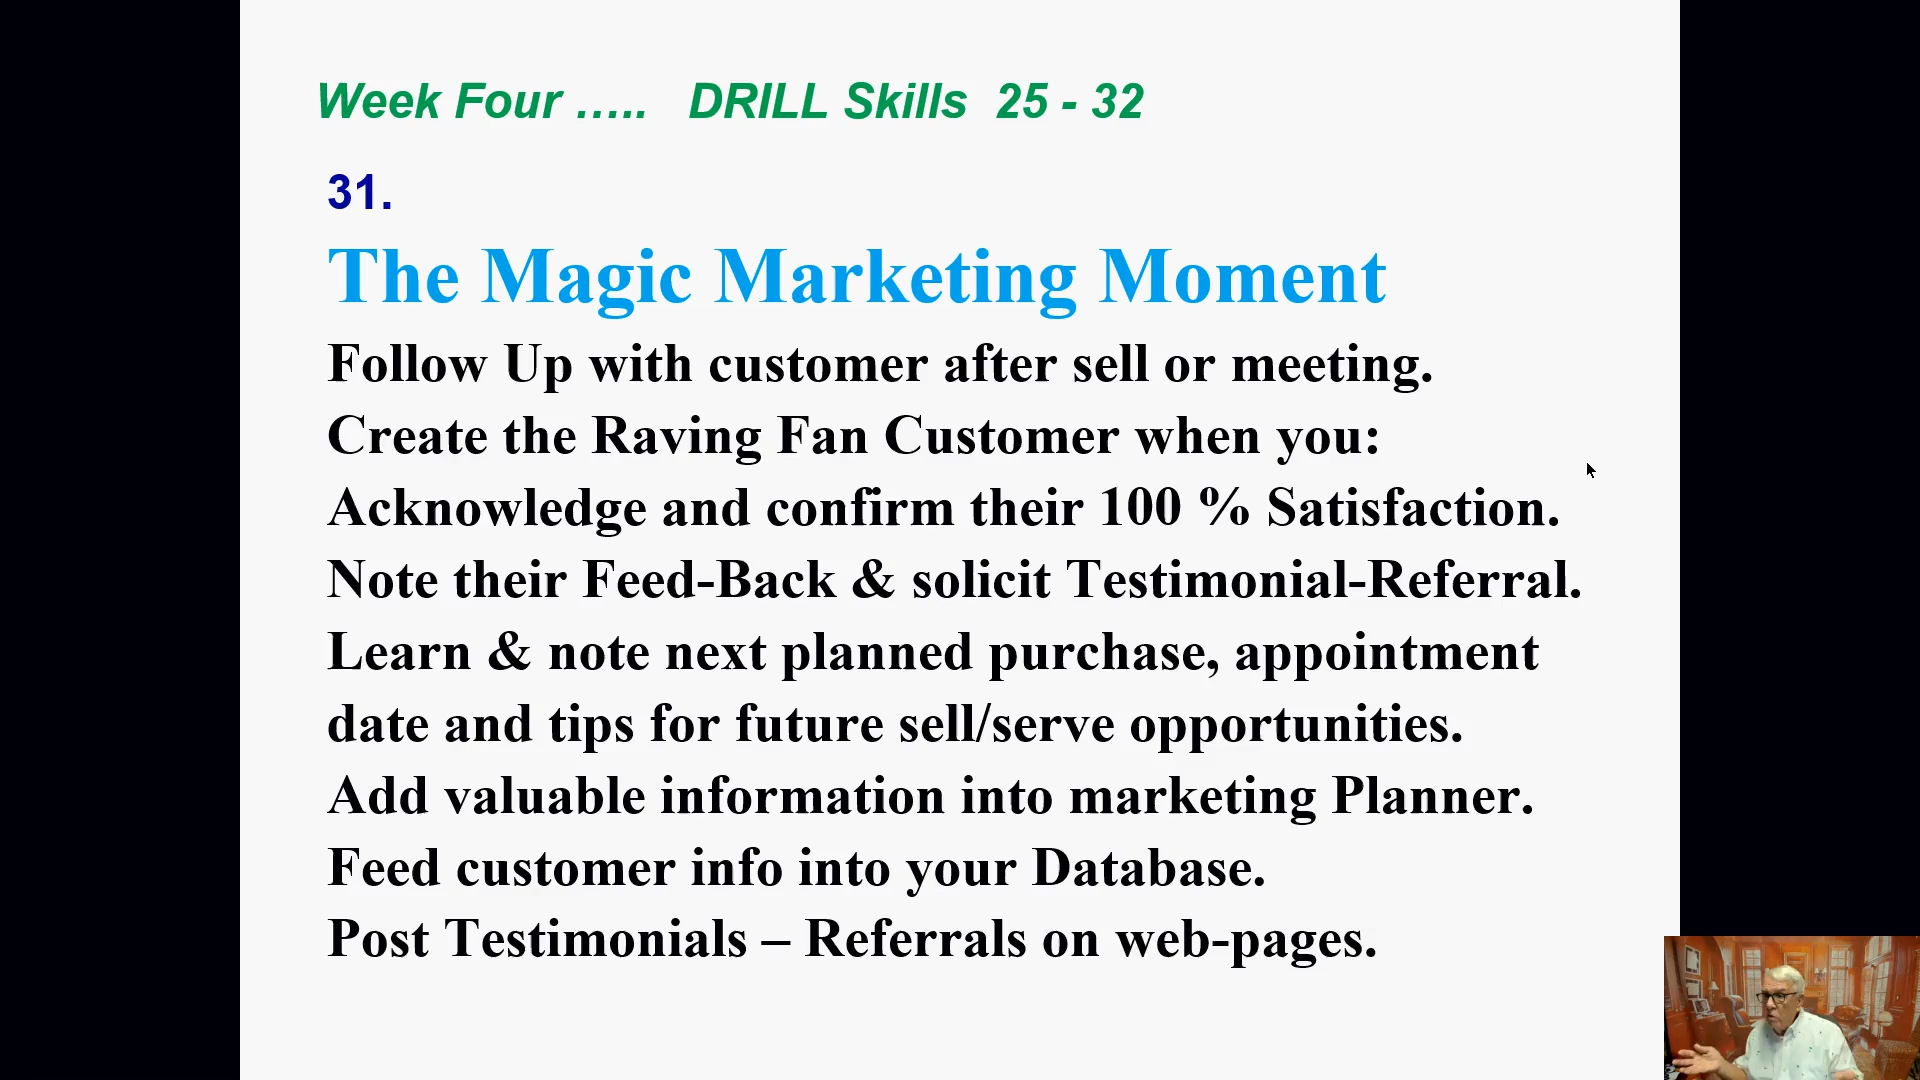 Week Four ..... DRILL Skills 25 - 32
31.
The Magic Marketing Moment
Follow Up with customer after sell or meeting.
Create the Raving Fan Customer when you:
Acknowledge and confirm their 100 % Satisfaction.
Note their Feed-Back & solicit Testimonial-Referral.
Learn & note next planned purchase, appointment
date and tips for future sell/serve opportunities.
Add valuable information into marketing Planner.
Feed customer info into your Database.
Post Testimonials – Referrals on web-pages.